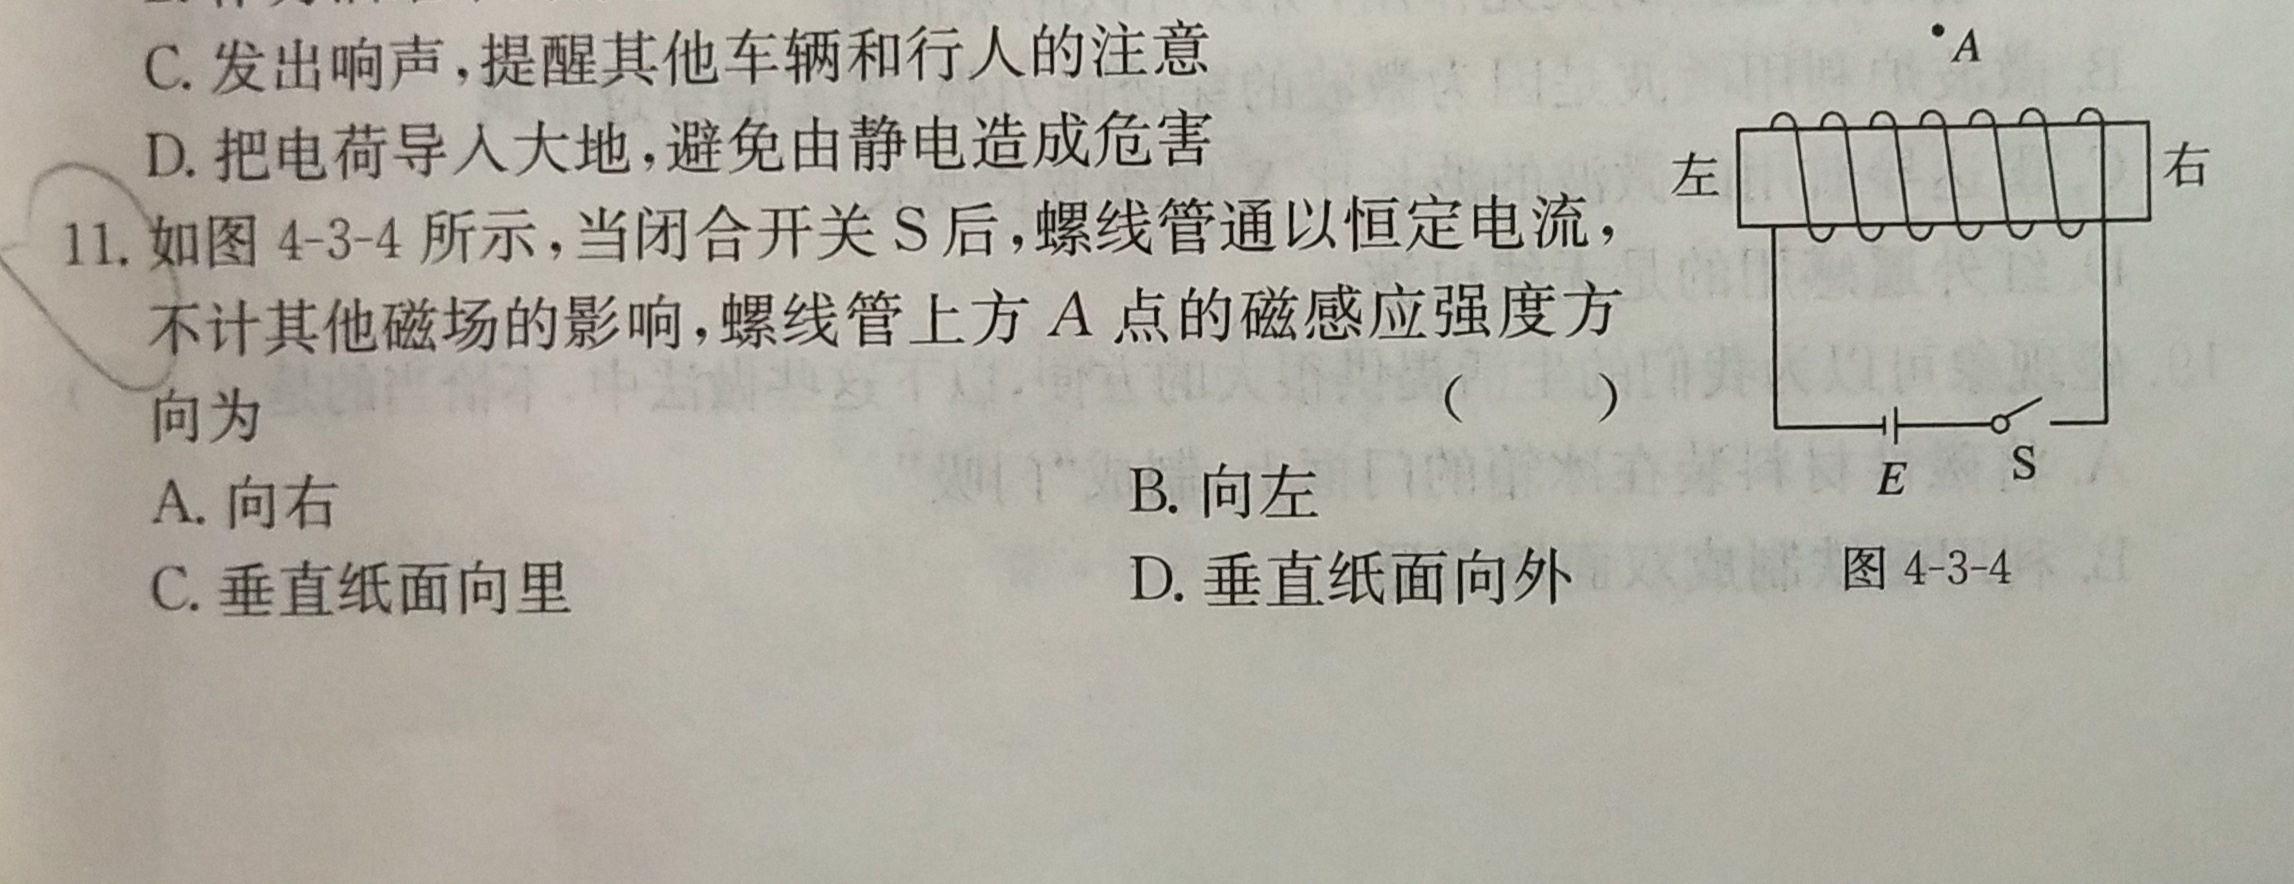 C. 发出响声,提醒其他车辆和行人的注意
D. 把电荷导入大地,避免由静电造成危害
11. 如图 4-3-4 所示,当闭合开关 S 后,螺线管通以恒定电流,
不计其他磁场的影响,螺线管上方 A 点的磁感应强度方
向为 (    )
A. 向右 B. 向左
C. 垂直纸面向里 D. 垂直纸面向外
A
左 右
E S
图 4-3-4